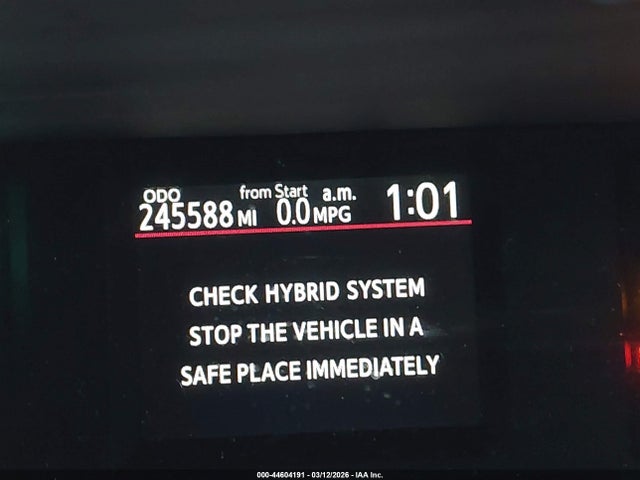 ODO from Start a.m. 1:01
245588 MI 0.0 MPG
CHECK HYBRID SYSTEM
STOP THE VEHICLE IN A
SAFE PLACE IMMEDIATELY
000-44604191 - 03/12/2026 - IAA Inc.